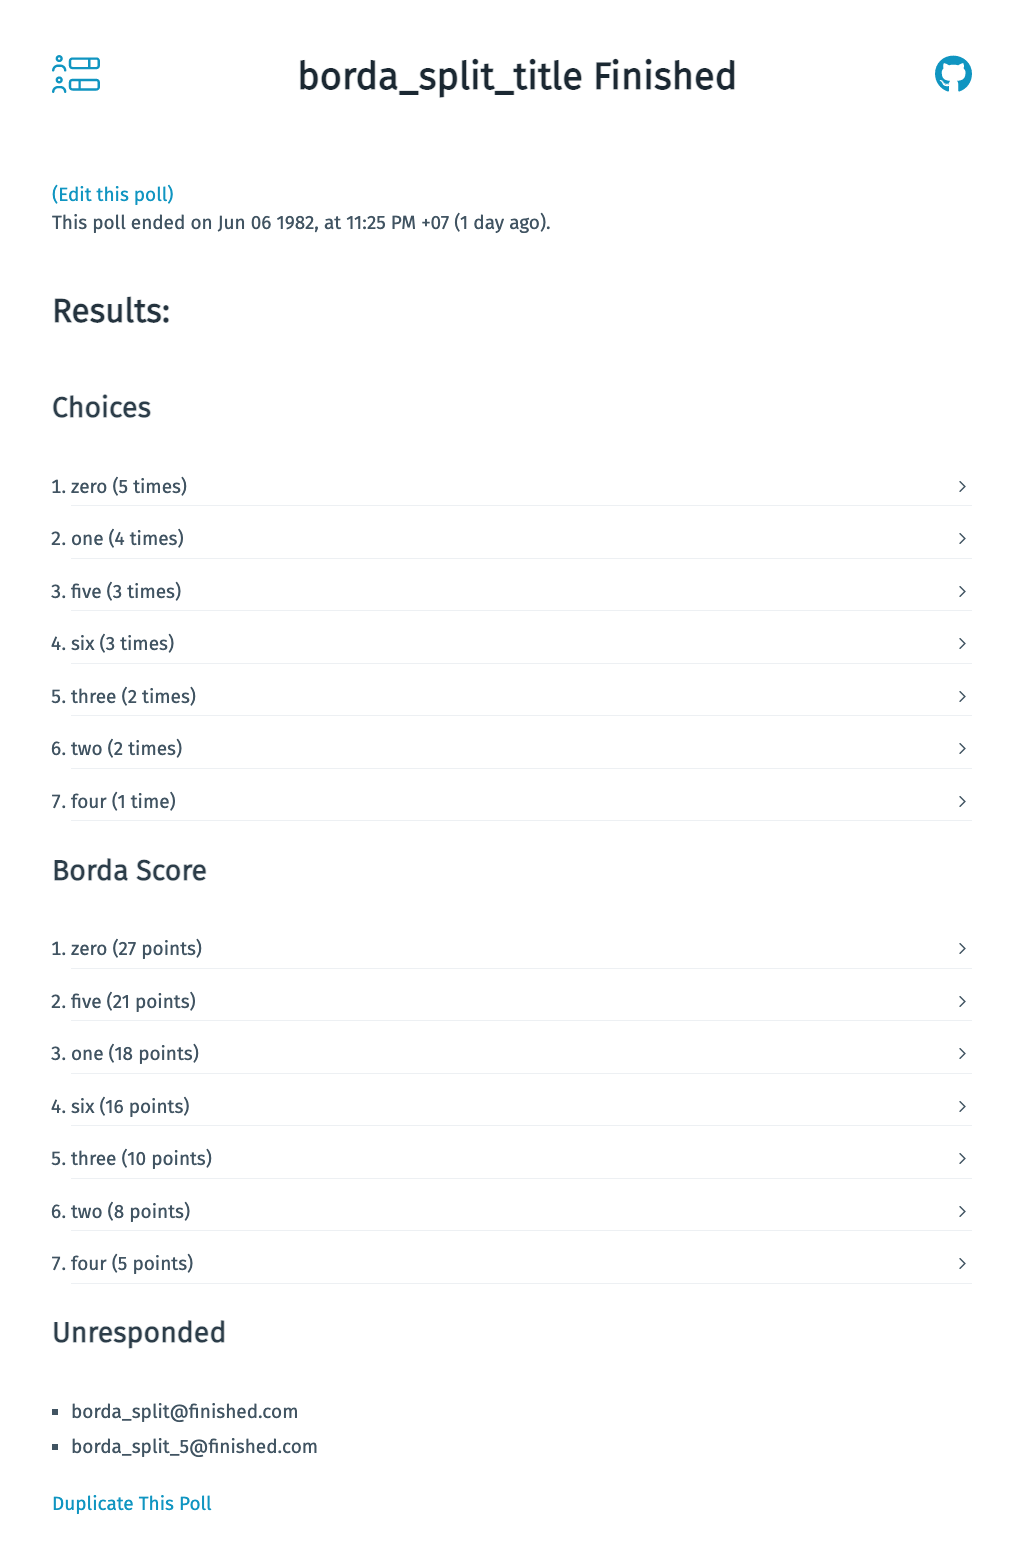 borda_split_title Finished
(Edit this poll)
This poll ended on Jun 06 1982, at 11:25 PM +07 (1 day ago).
Results:
Choices
1. zero (5 times)
2. one (4 times)
3. five (3 times)
4. six (3 times)
5. three (2 times)
6. two (2 times)
7. four (1 time)
Borda Score
1. zero (27 points)
2. five (21 points)
3. one (18 points)
4. six (16 points)
5. three (10 points)
6. two (8 points)
7. four (5 points)
Unresponded
borda_split@finished.com
borda_split_5@finished.com
Duplicate This Poll